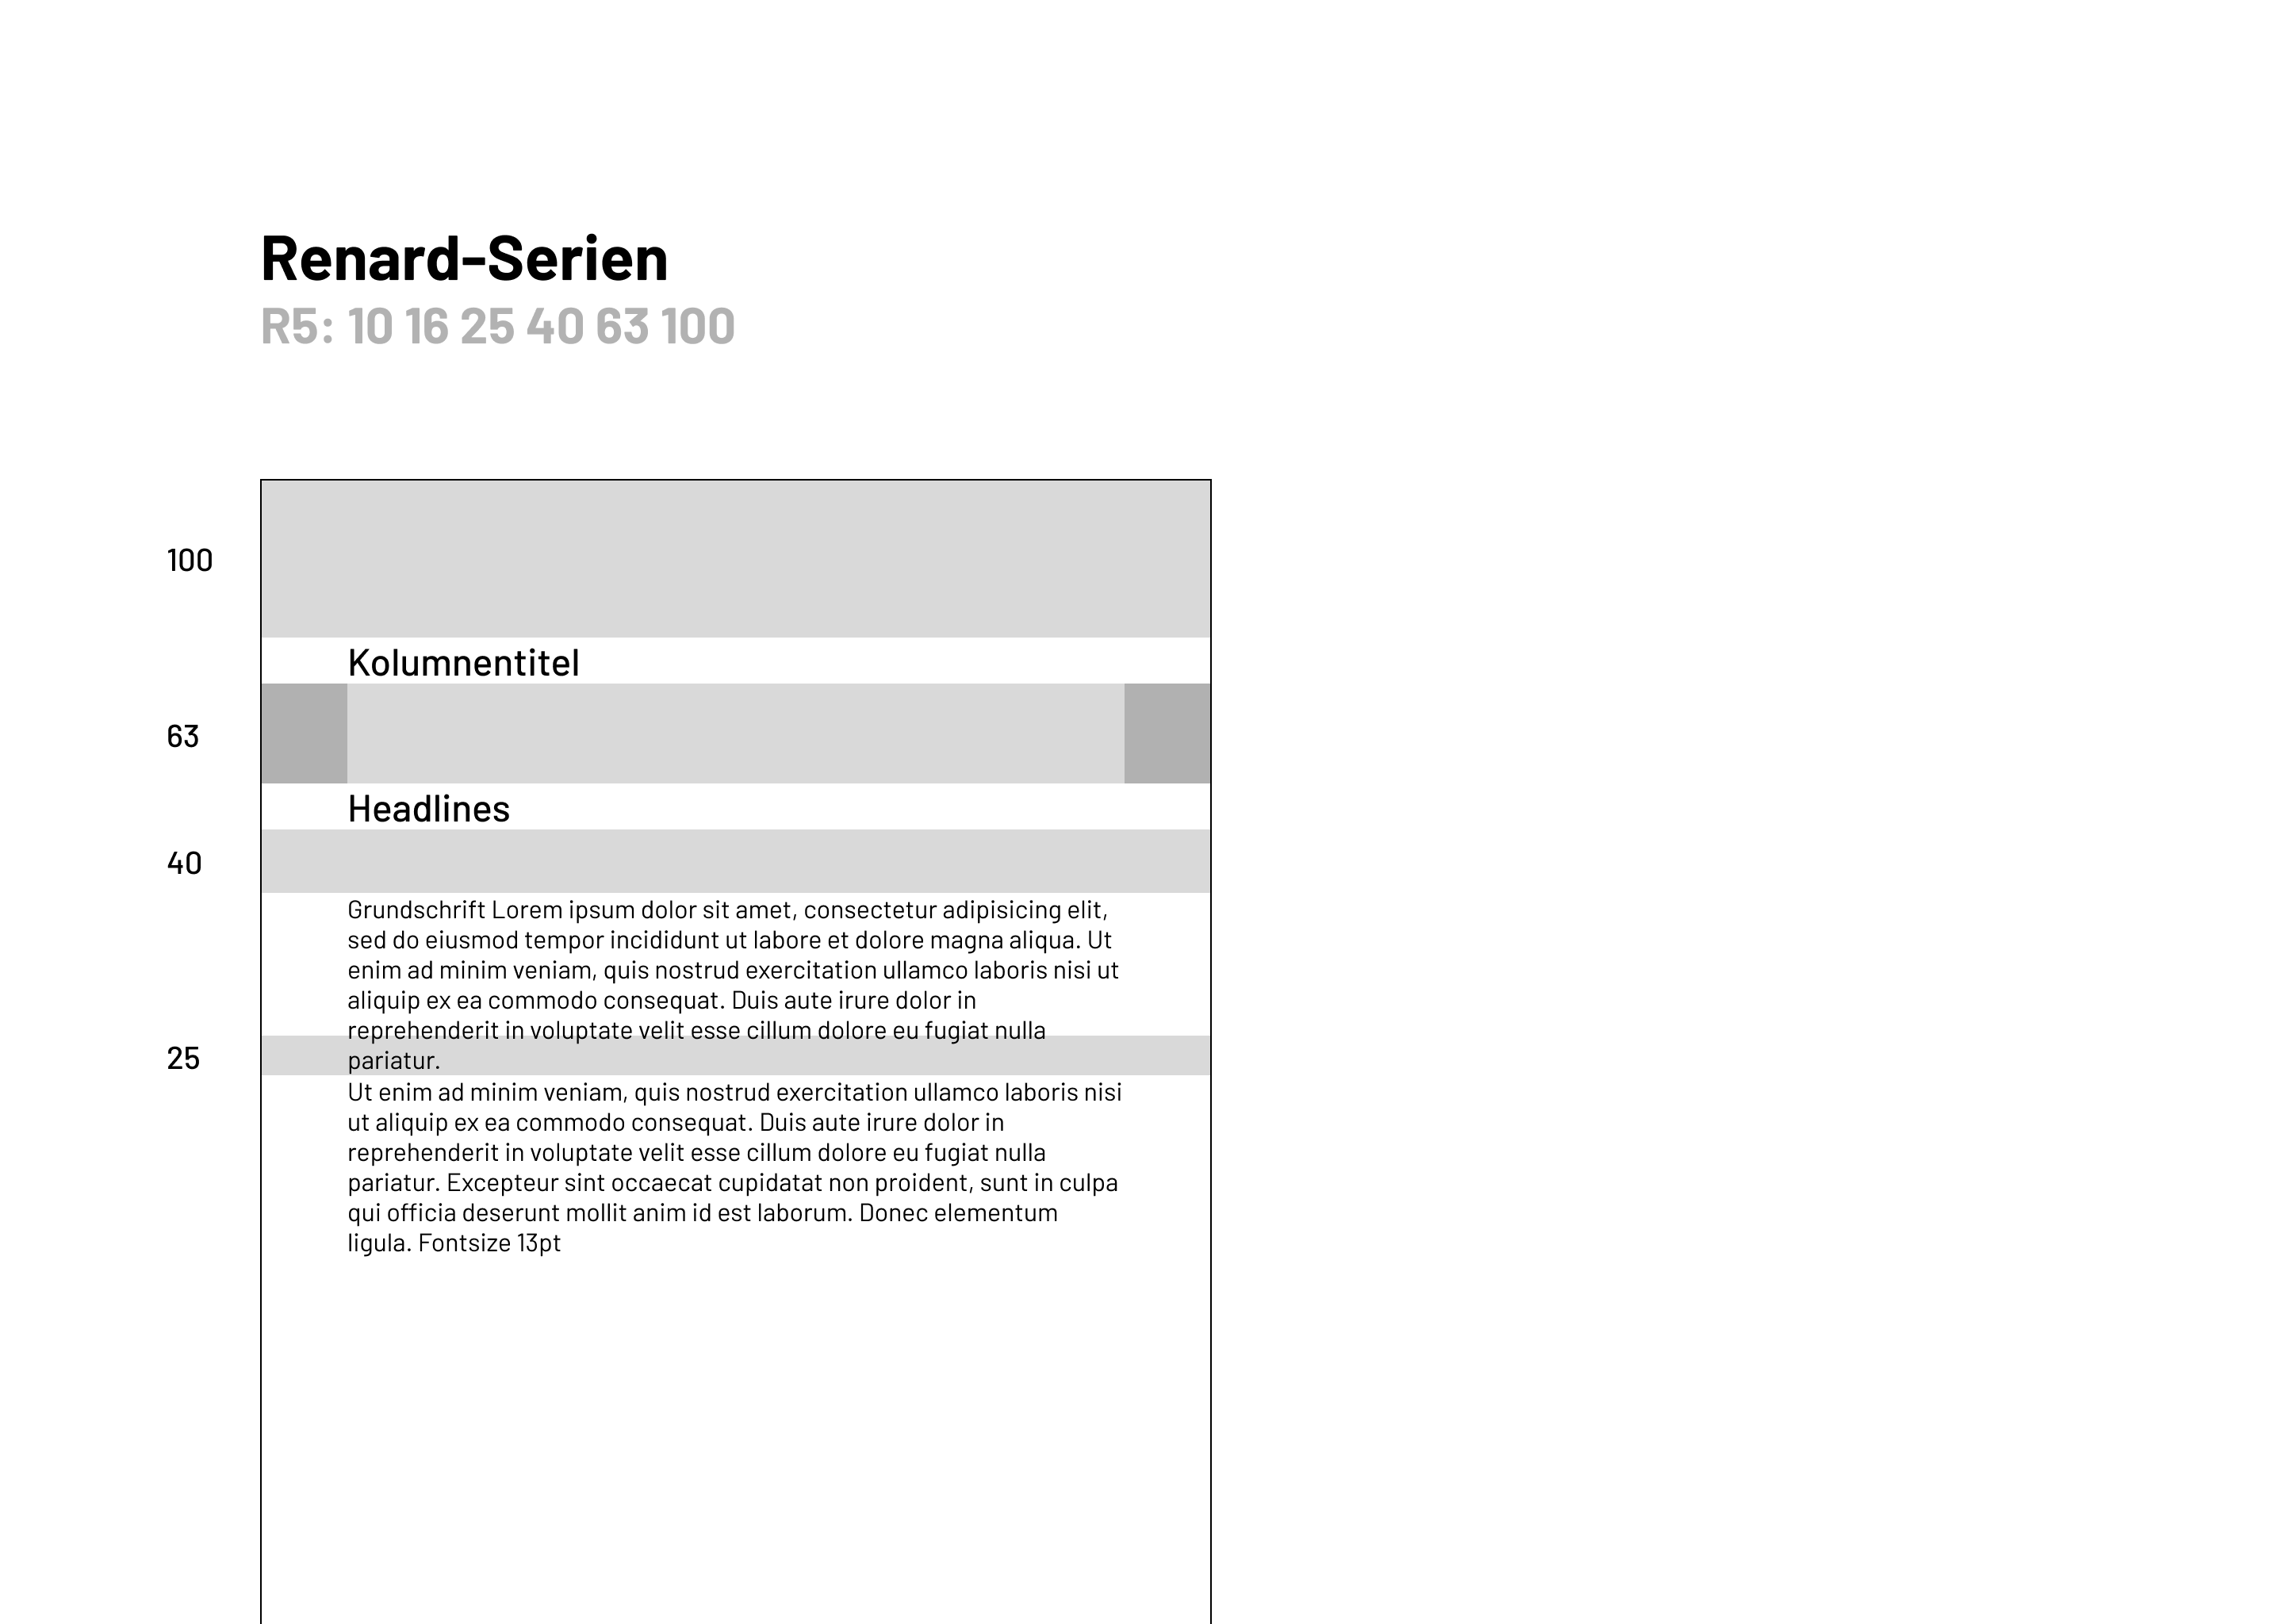 Renard-Serien
R5: 10 16 25 40 63 100
100
Kolumnentitel
63
Headlines
40
Grundschrift Lorem ipsum dolor sit amet, consectetur adipisicing elit,
sed do eiusmod tempor incididunt ut labore et dolore magna aliqua. Ut
enim ad minim veniam, quis nostrud exercitation ullamco laboris nisi ut
aliquip ex ea commodo consequat. Duis aute irure dolor in
reprehenderit in voluptate velit esse cillum dolore eu fugiat nulla
25
pariatur.
Ut enim ad minim veniam, quis nostrud exercitation ullamco laboris nisi
ut aliquip ex ea commodo consequat. Duis aute irure dolor in
reprehenderit in voluptate velit esse cillum dolore eu fugiat nulla
pariatur. Excepteur sint occaecat cupidatat non proident, sunt in culpa
qui officia deserunt mollit anim id est laborum. Donec elementum
ligula. Fontsize 13pt